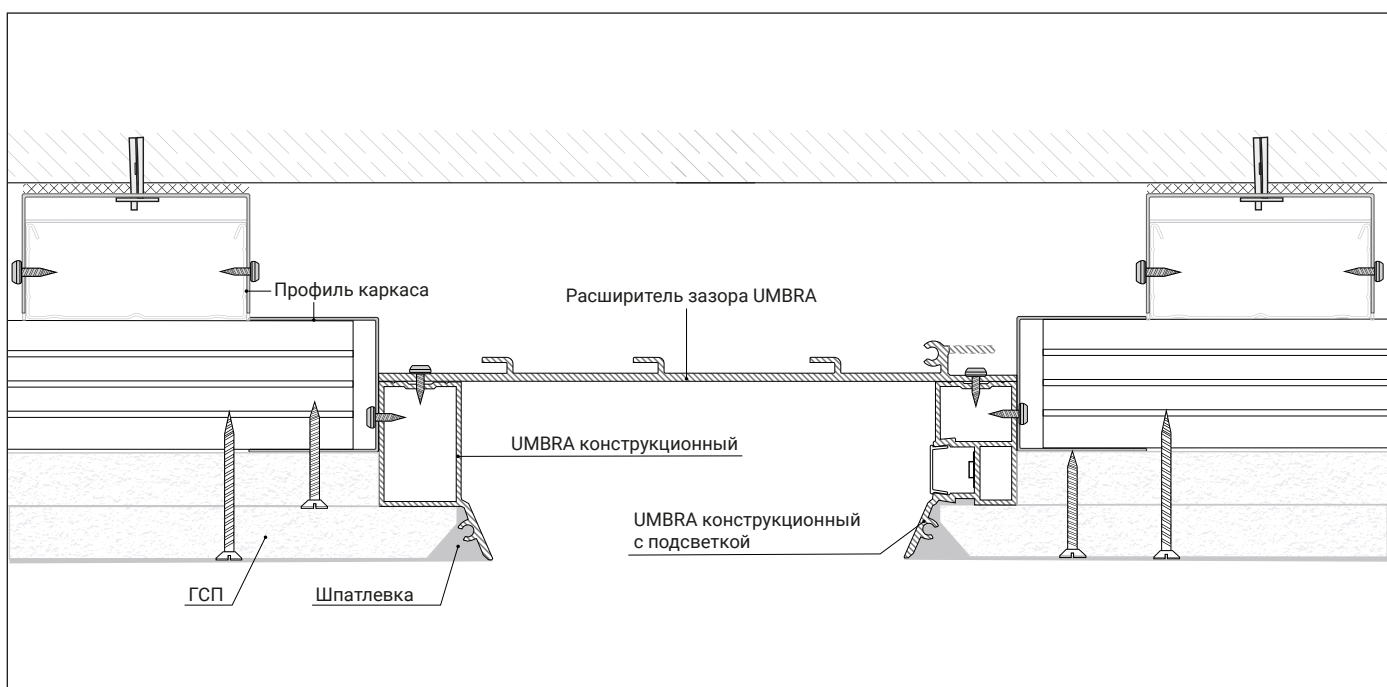 Профиль каркаса
Расширитель зазора UMBRA
UMBRA конструкционный
UMBRA конструкционный
с подсветкой
ГСП
Шпатлевка